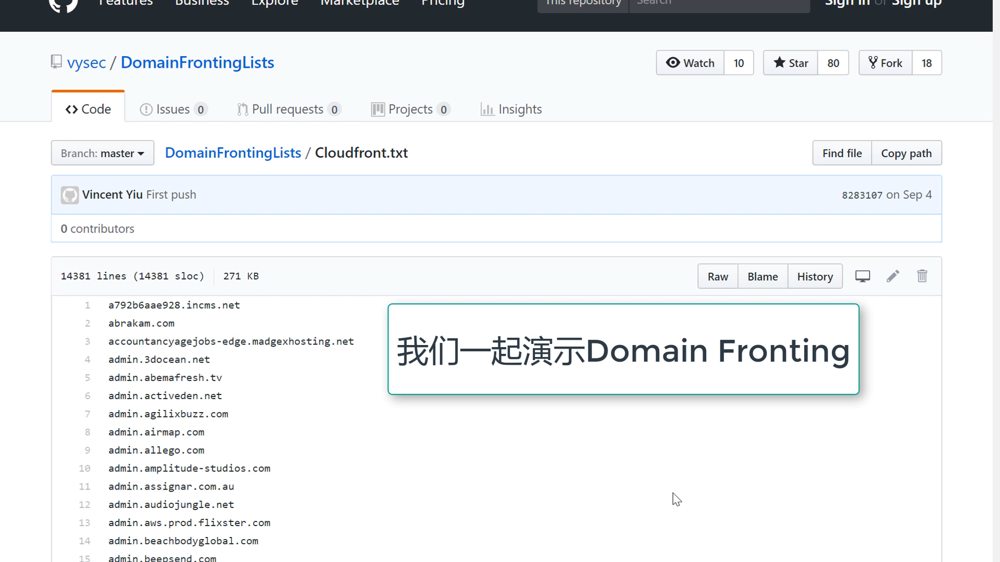 Features Business Explore Marketplace Pricing This repository Search Sign in or Sign up
vysec / DomainFrontingLists
Watch 10 Star 80 Fork 18
Code Issues 0 Pull requests 0 Projects 0 Insights
Branch: master DomainFrontingLists / Cloudfront.txt Find file Copy path
Vincent Yiu First push 8283107 on Sep 4
0 contributors
14381 lines (14381 sloc) 271 KB Raw Blame History
1 a792b6aae928.incms.net
2 abrakam.com
3 accountancyagejobs-edge.madgexhosting.net
4 admin.3docean.net
5 admin.abemafresh.tv
6 admin.activeden.net
7 admin.agilixbuzz.com
8 admin.airmap.com
9 admin.allego.com
10 admin.amplitude-studios.com
11 admin.assignar.com.au
12 admin.audiojungle.net
13 admin.aws.prod.flixster.com
14 admin.beachbodyglobal.com
15 admin.beepsend.com
我们一起演示Domain Fronting